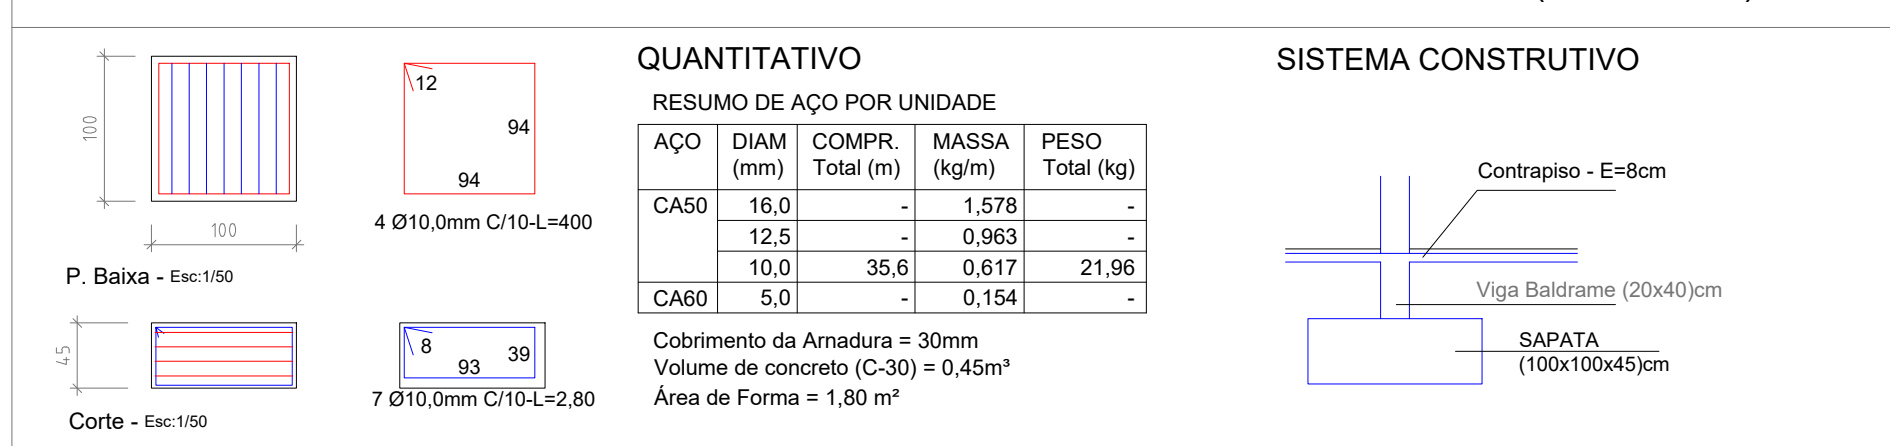 100
100
P. Baixa - Esc:1/50
45
Corte - Esc:1/50
12
94
94
4 Ø10,0mm C/10-L=400
8
39
93
7 Ø10,0mm C/10-L=2,80
QUANTITATIVO
RESUMO DE AÇO POR UNIDADE
AÇO DIAM (mm) COMPR. Total (m) MASSA (kg/m) PESO Total (kg)
CA50 16,0 - 1,578 -
12,5 - 0,963 -
10,0 35,6 0,617 21,96
CA60 5,0 - 0,154 -
Cobrimento da Arnadura = 30mm
Volume de concreto (C-30) = 0,45m³
Área de Forma = 1,80 m²
SISTEMA CONSTRUTIVO
Contrapiso - E=8cm
Viga Baldrame (20x40)cm
SAPATA
(100x100x45)cm